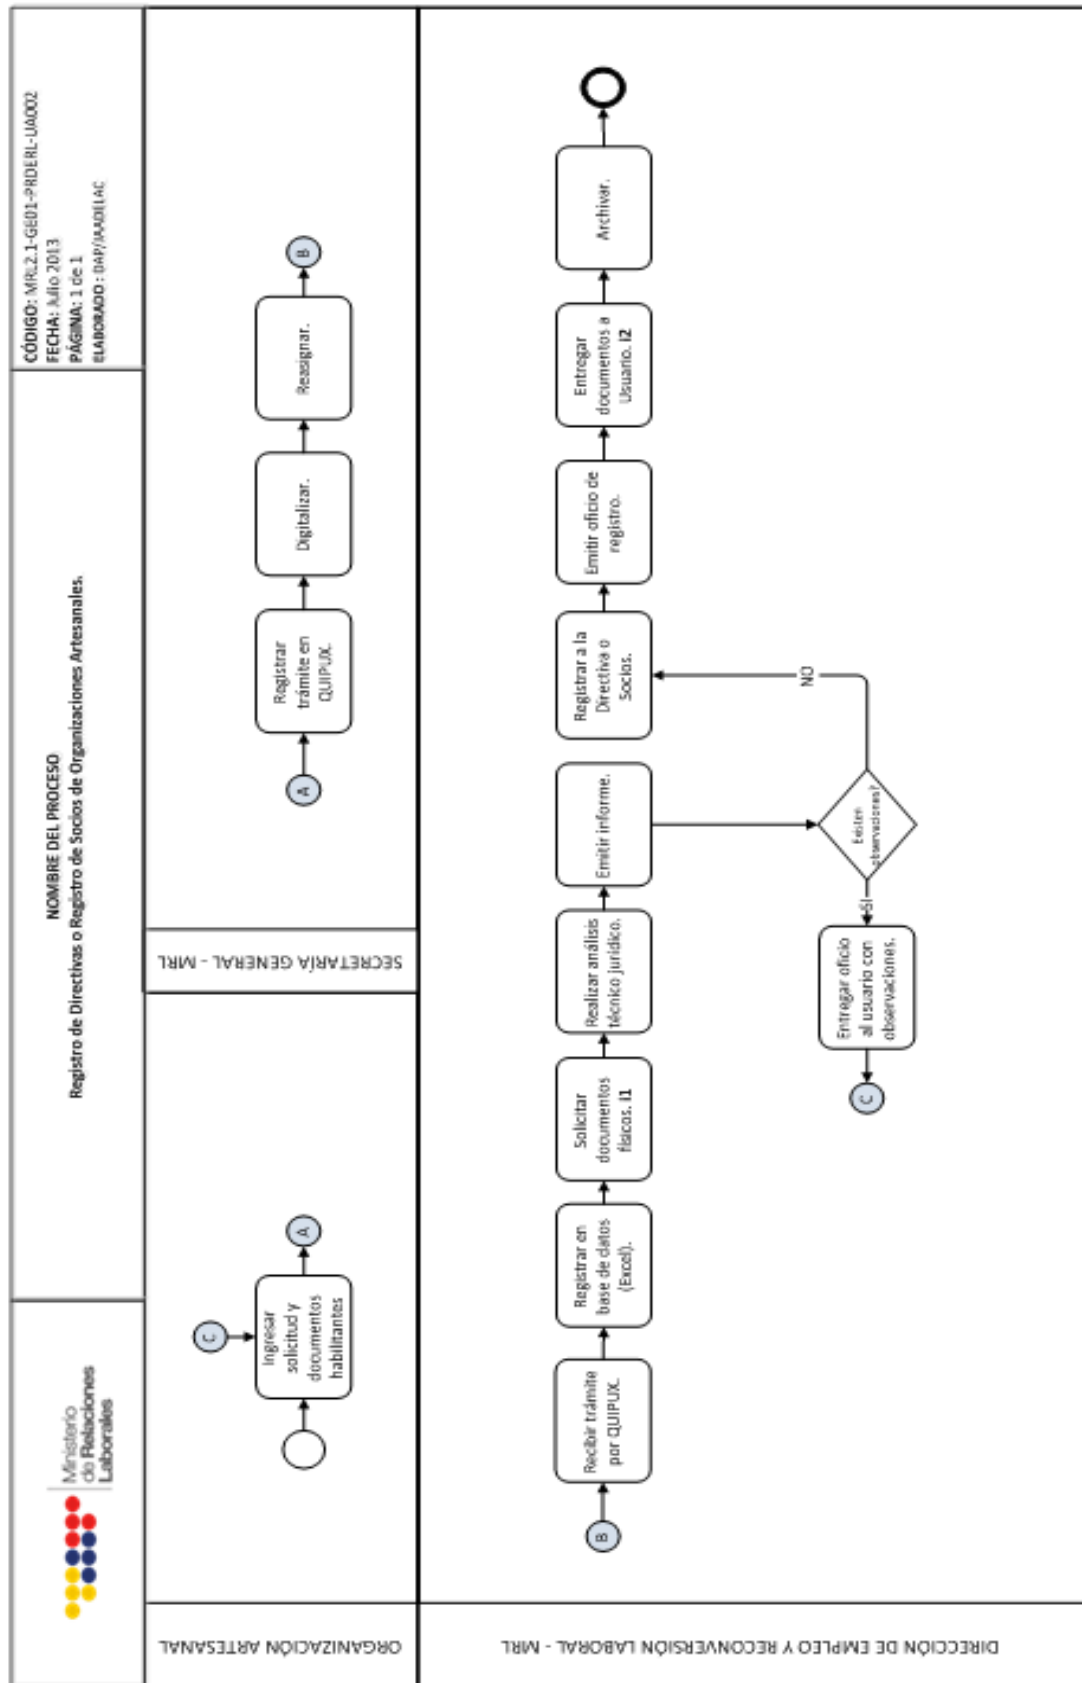 Ministerio
de Relaciones
Laborales
NOMBRE DEL PROCESO
Registro de Directivas o Registro de Socios de Organizaciones Artesanales.
CÓDIGO: MRL2.1-GE01-PRDERL-UA002
FECHA: Julio 2013
PÁGINA: 1 de 1
ELABORADO : DAP/JAADELAC
ORGANIZACIÓN ARTESANAL
C
Ingresar
solicitud y
documentos
habilitantes
A
SECRETARÍA GENERAL - MRL
A
Registrar
trámite en
QUIPUX.
Digitalizar.
Reasignar.
B
DIRECCIÓN DE EMPLEO Y RECONVERSIÓN LABORAL - MRL
B
Recibir trámite
por QUIPUX.
Registrar en
base de datos
(Excel).
Solicitar
documentos
físicos. I1
Realizar análisis
técnico jurídico.
Emitir informe.
Existen
observaciones?
SI
Entregar oficio
al usuario con
observaciones.
C
NO
Registrar a la
Directiva o
Socios.
Emitir oficio de
registro.
Entregar
documentos a
Usuario. I2
Archivar.